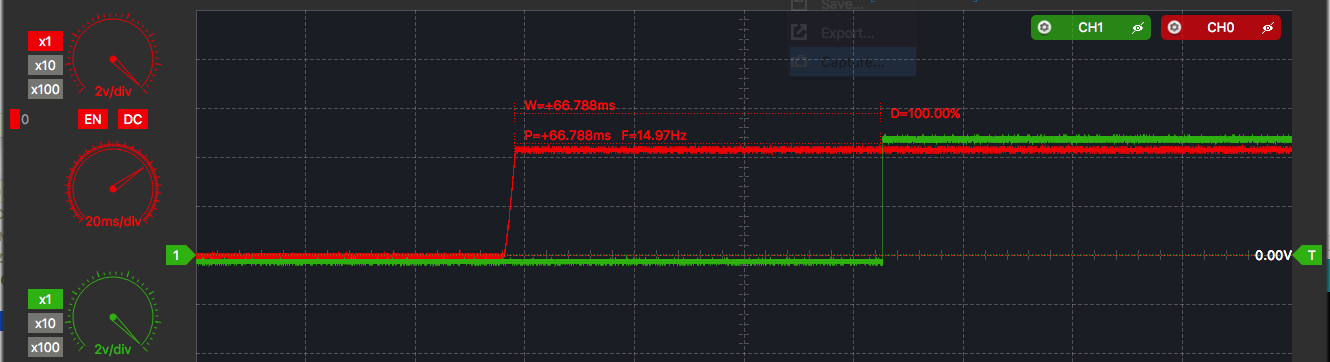 Save...
Export...
Capture...
x1
x10
x100
2v/div
0
EN
DC
20ms/div
1
x1
x10
x100
2v/div
CH1
CH0
W=+66.788ms
D=100.00%
P=+66.788ms F=14.97Hz
0.00V
T